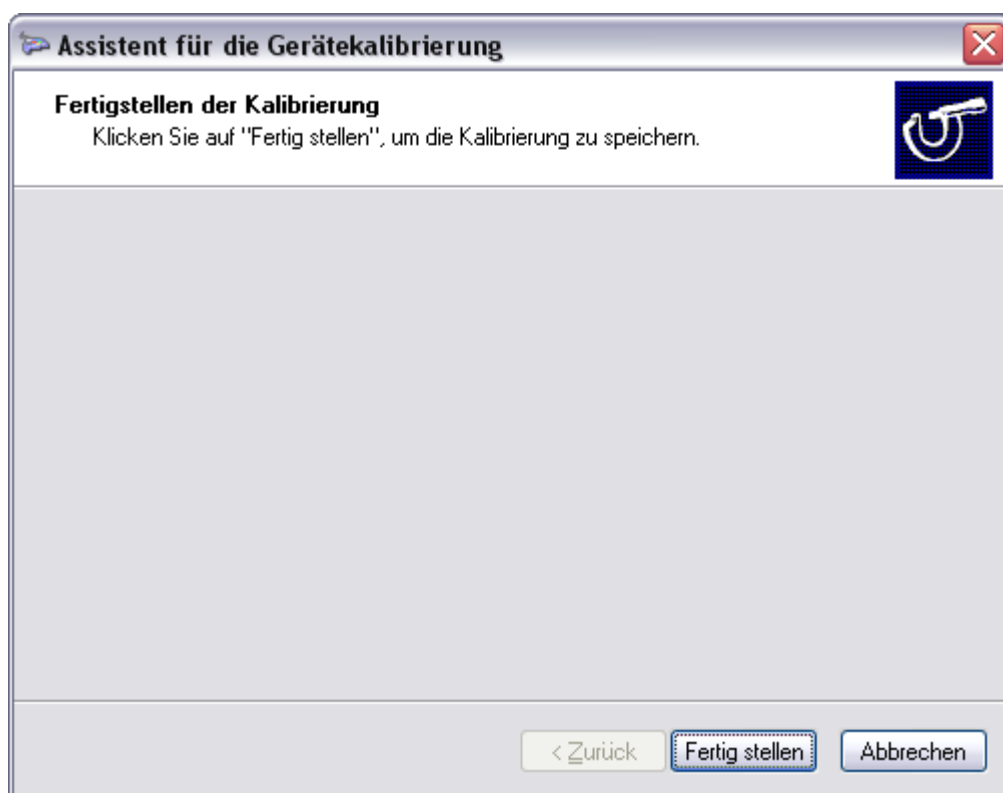 Assistent für die Gerätekalibrierung
Fertigstellen der Kalibrierung
Klicken Sie auf "Fertig stellen", um die Kalibrierung zu speichern.
< Zurück Fertig stellen Abbrechen